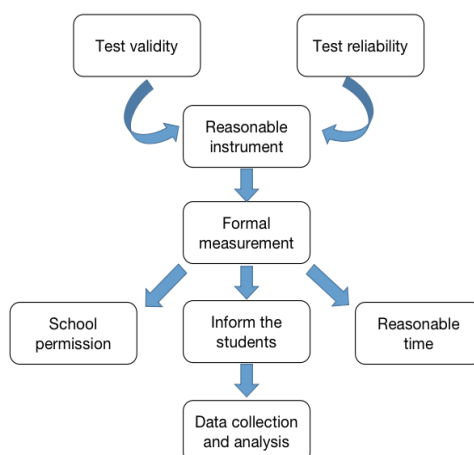 Test validity
Test reliability
Reasonable
instrument
Formal
measurement
School
permission
Inform the
students
Reasonable
time
Data collection
and analysis